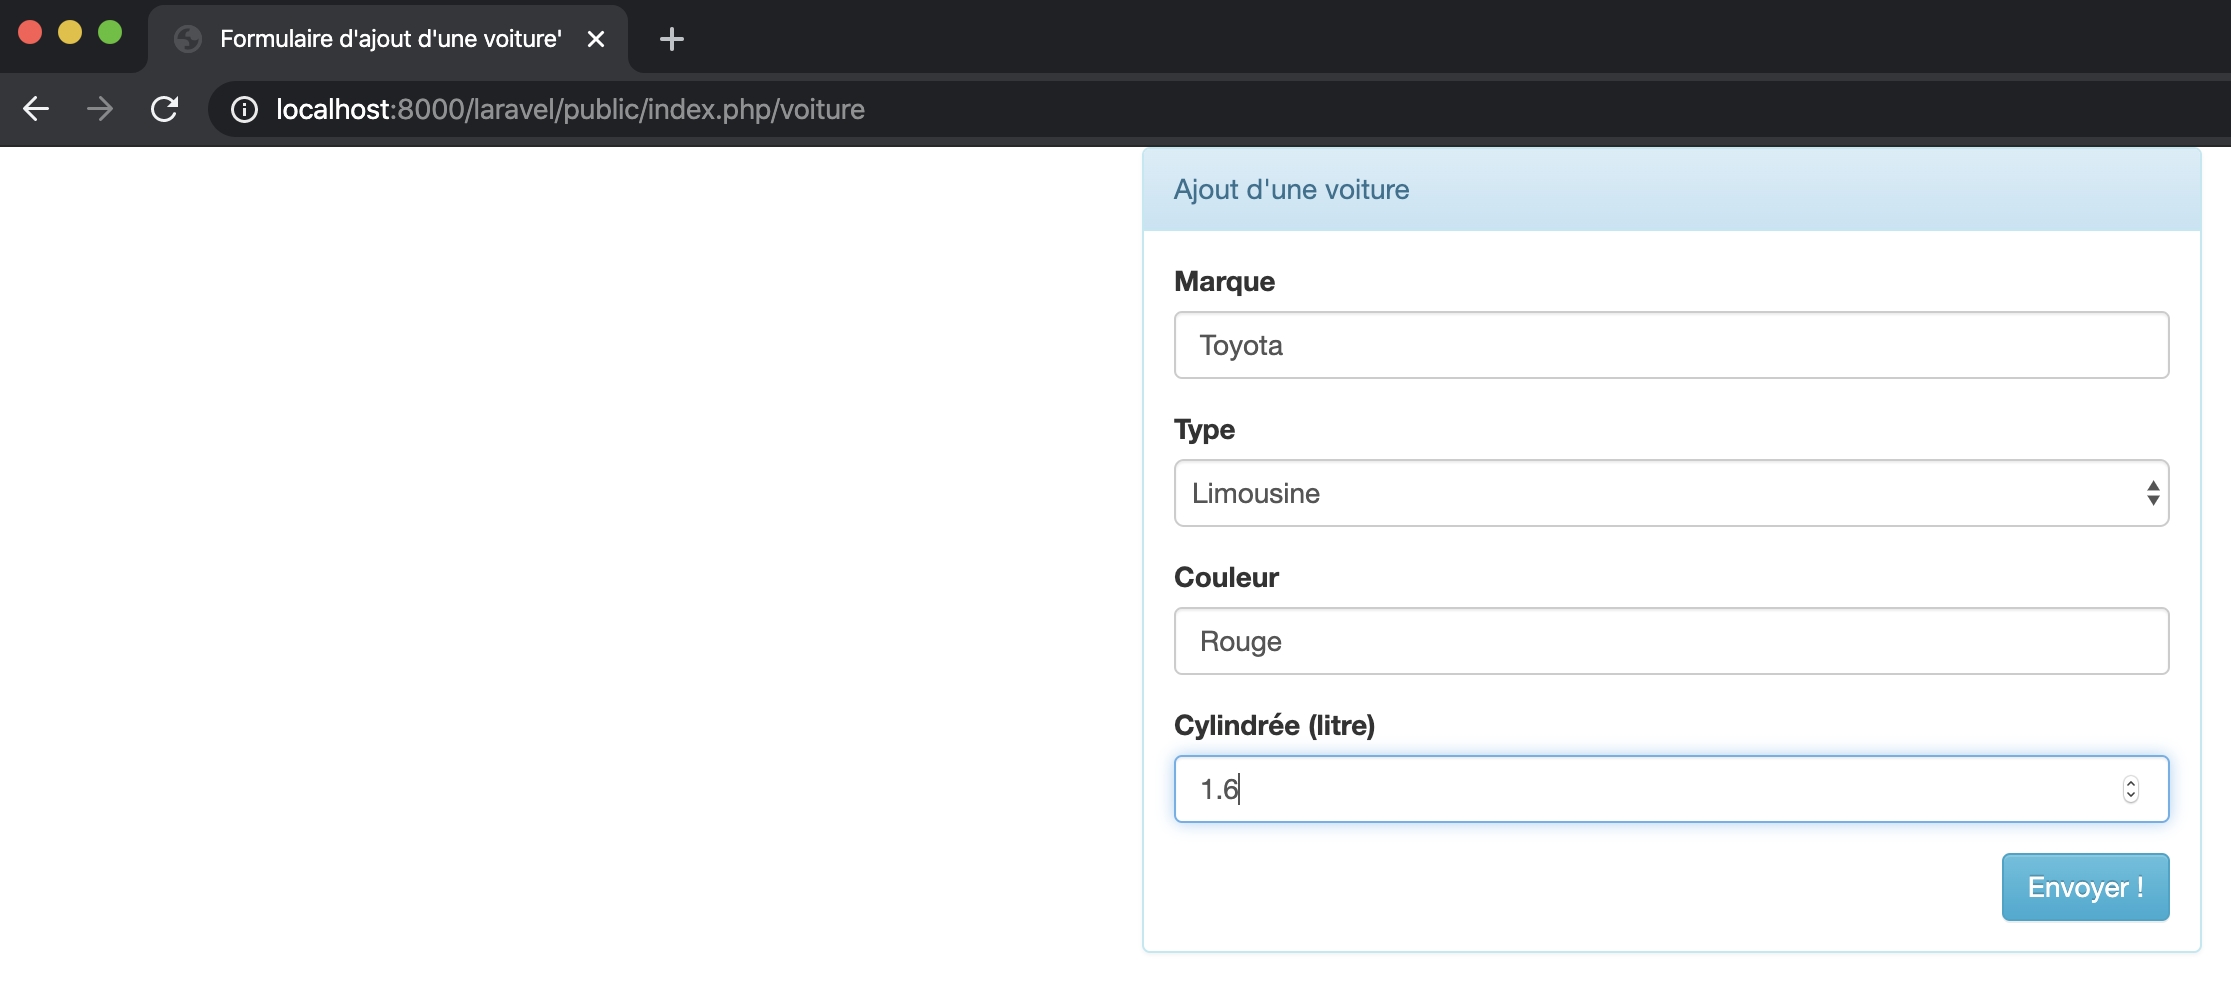 Formulaire d'ajout d'une voiture'
localhost:8000/laravel/public/index.php/voiture
Ajout d'une voiture
Marque
Toyota
Type
Limousine
Couleur
Rouge
Cylindrée (litre)
1.6
Envoyer !